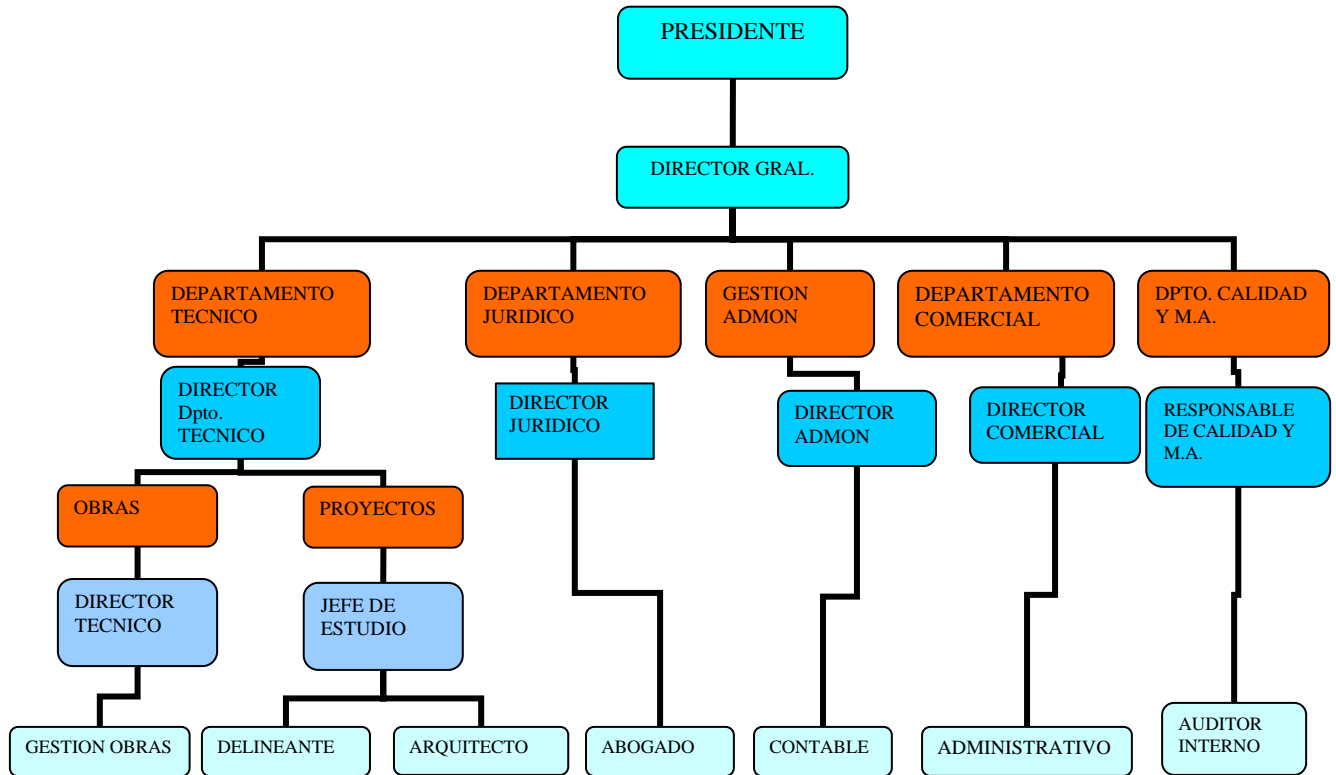 PRESIDENTE
DIRECTOR GRAL.
DEPARTAMENTO
TECNICO
DEPARTAMENTO
JURIDICO
GESTION
ADMON
DEPARTAMENTO
COMERCIAL
DPTO. CALIDAD
Y M.A.
DIRECTOR
Dpto.
TECNICO
DIRECTOR
JURIDICO
DIRECTOR
ADMON
DIRECTOR
COMERCIAL
RESPONSABLE
DE CALIDAD Y
M.A.
OBRAS
PROYECTOS
DIRECTOR
TECNICO
JEFE DE
ESTUDIO
GESTION OBRAS
DELINEANTE
ARQUITECTO
ABOGADO
CONTABLE
ADMINISTRATIVO
AUDITOR
INTERNO